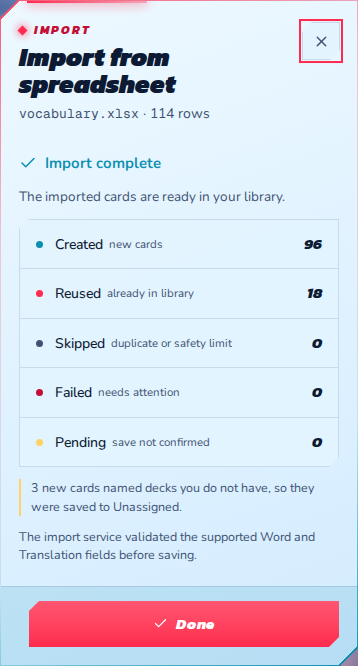 IMPORT
Import from
spreadsheet
vocabulary.xlsx · 114 rows
Import complete
The imported cards are ready in your library.
Created new cards 96
Reused already in library 18
Skipped duplicate or safety limit 0
Failed needs attention 0
Pending save not confirmed 0
3 new cards named decks you do not have, so they
were saved to Unassigned.
The import service validated the supported Word and
Translation fields before saving.
Done